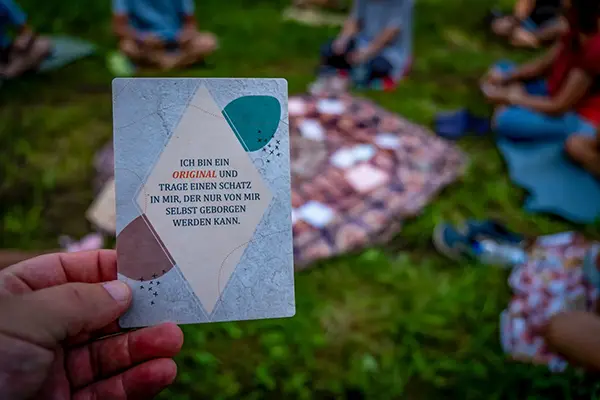 ICH BIN EIN
ORIGINAL UND
TRAGE EINEN SCHATZ
IN MIR, DER NUR VON MIR
SELBST GEBORGEN
WERDEN KANN.